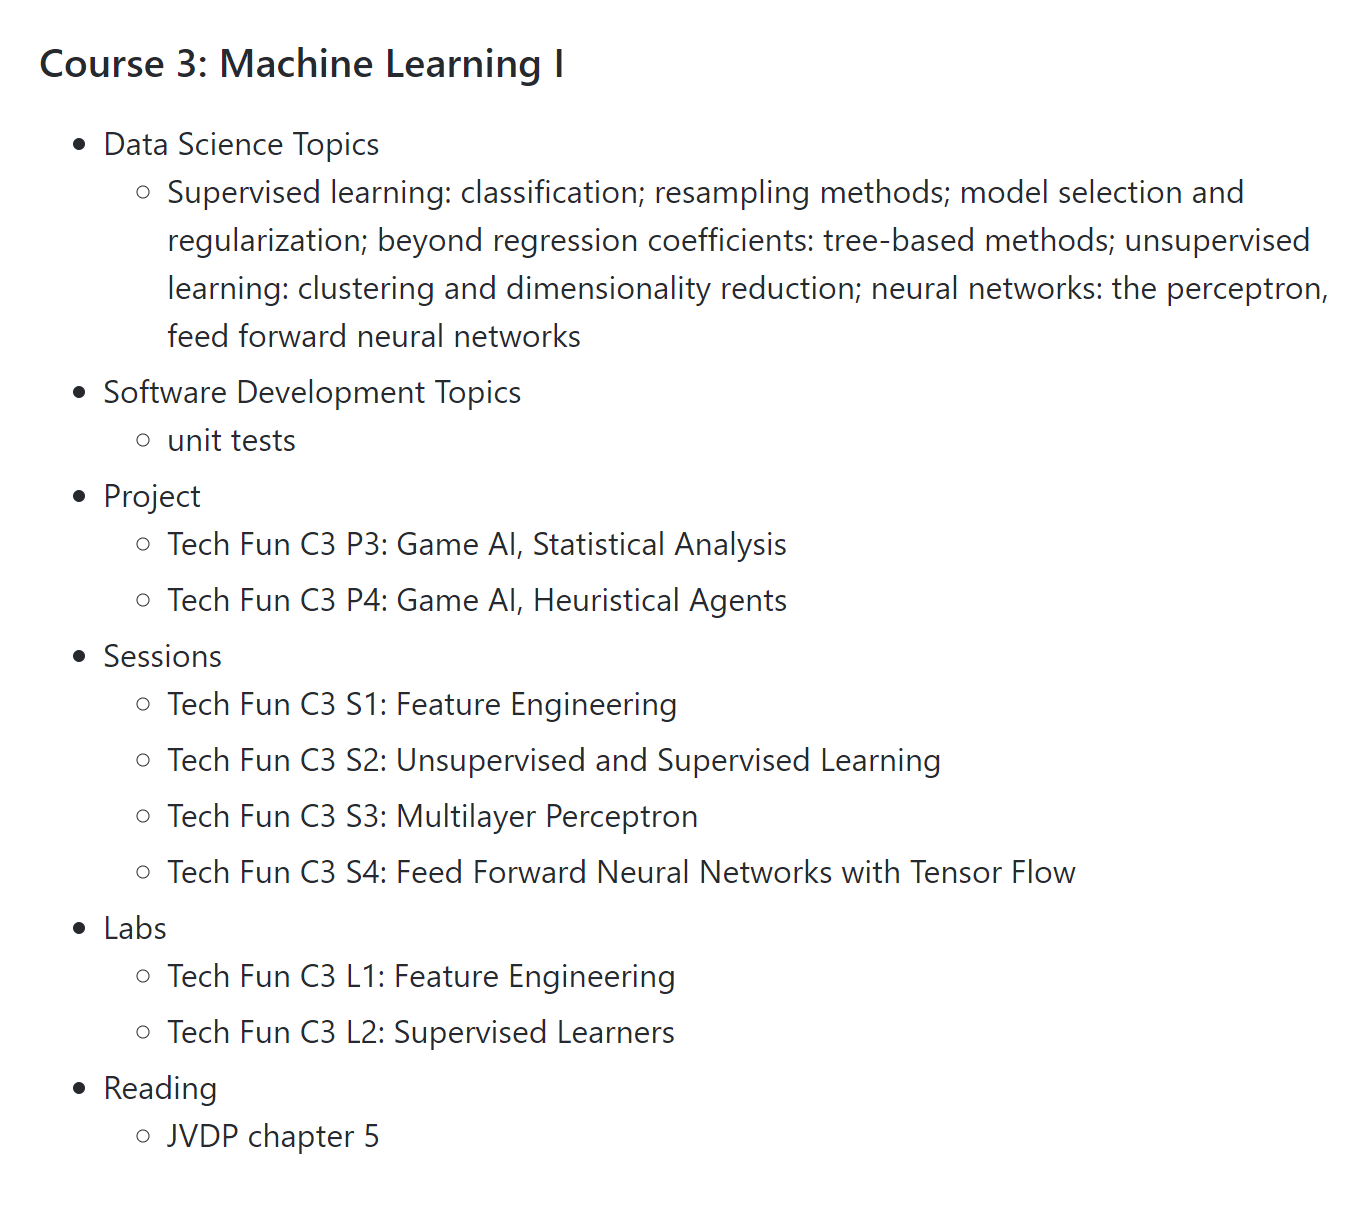 Course 3: Machine Learning I
Data Science Topics
Supervised learning: classification; resampling methods; model selection and
regularization; beyond regression coefficients: tree-based methods; unsupervised
learning: clustering and dimensionality reduction; neural networks: the perceptron,
feed forward neural networks
Software Development Topics
unit tests
Project
Tech Fun C3 P3: Game AI, Statistical Analysis
Tech Fun C3 P4: Game AI, Heuristical Agents
Sessions
Tech Fun C3 S1: Feature Engineering
Tech Fun C3 S2: Unsupervised and Supervised Learning
Tech Fun C3 S3: Multilayer Perceptron
Tech Fun C3 S4: Feed Forward Neural Networks with Tensor Flow
Labs
Tech Fun C3 L1: Feature Engineering
Tech Fun C3 L2: Supervised Learners
Reading
JVDP chapter 5